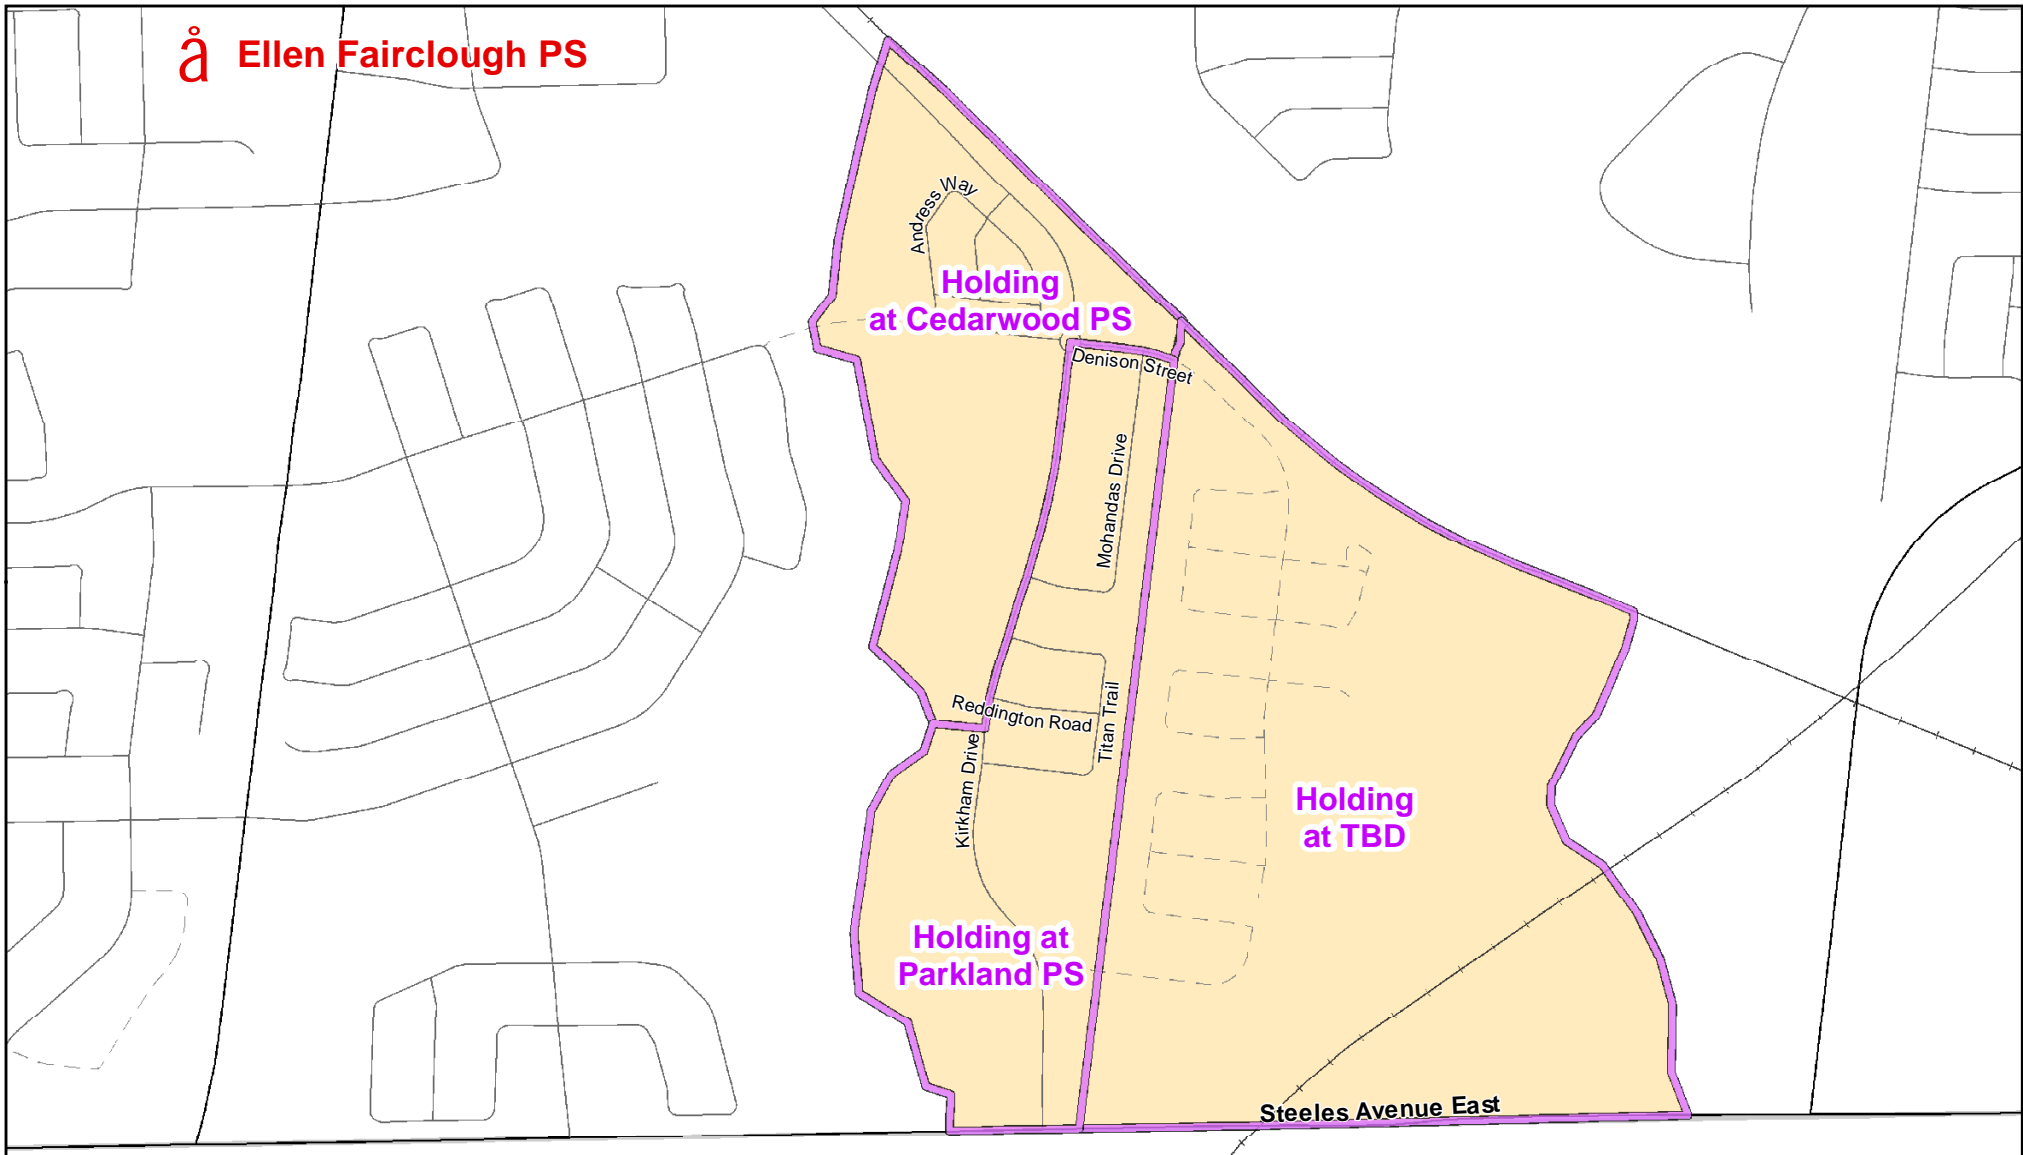 å Ellen Fairclough PS
Andress Way
Holding
at Cedarwood PS
Denison Street
Mohandas Drive
Reddington Road
Titan Trail
Kirkham Drive
Holding
at TBD
Holding at
Parkland PS
Steeles Avenue East